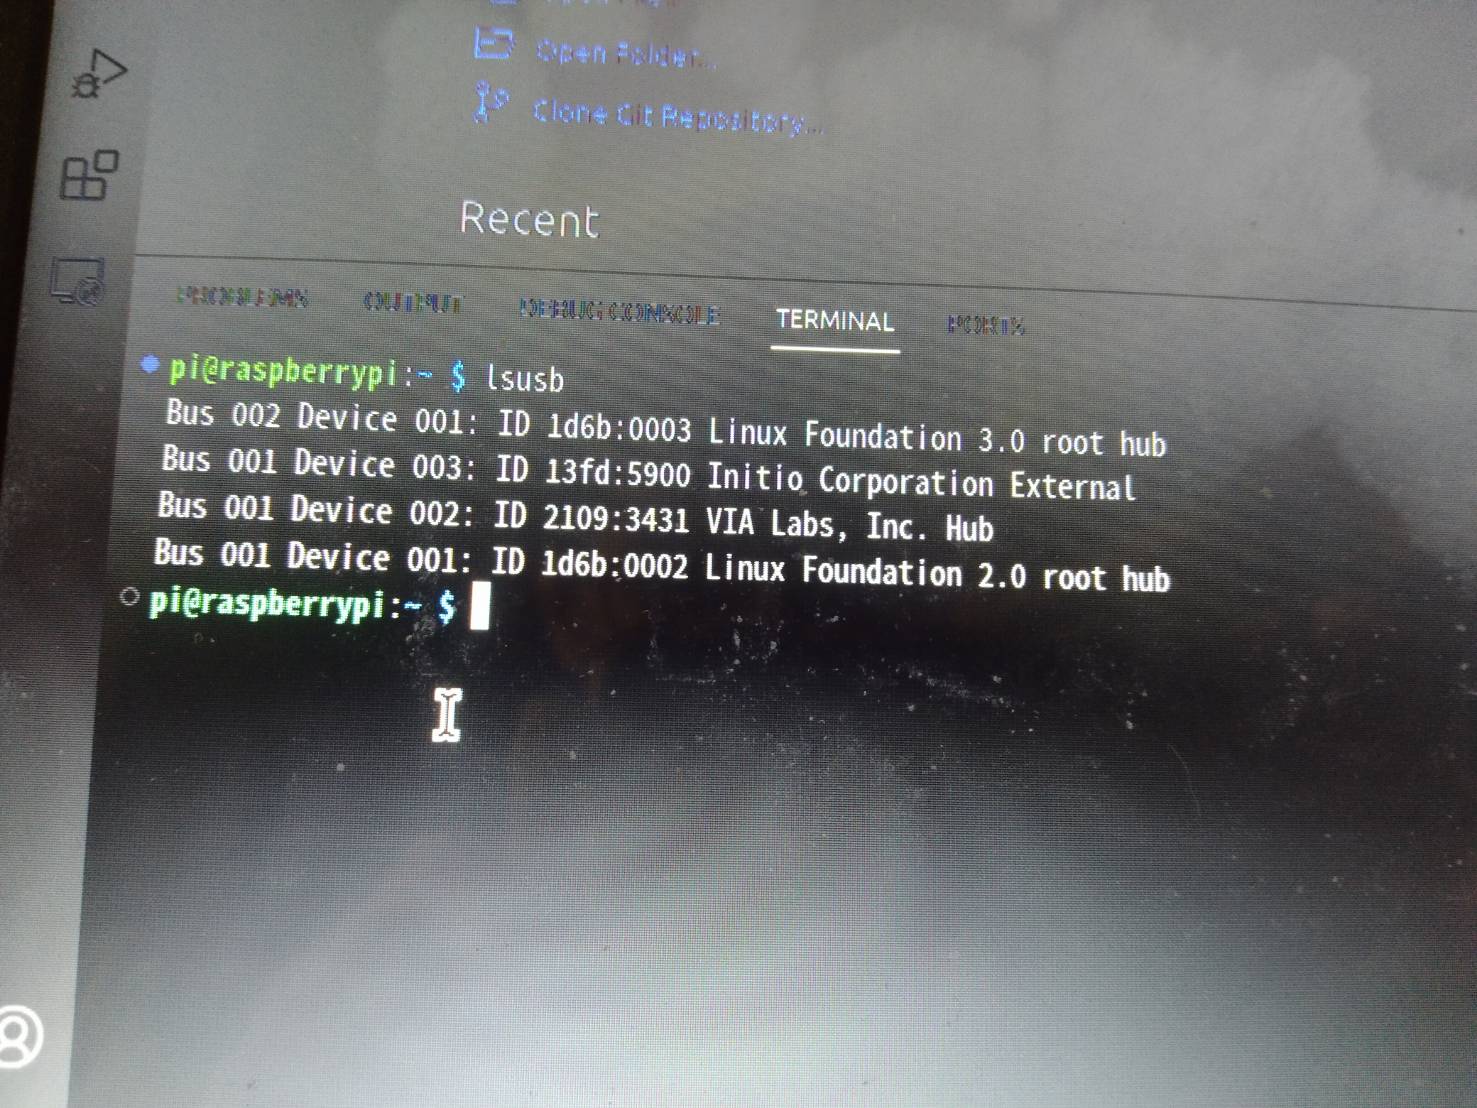 Open Folder...
Clone Git Repository...
Recent
PROBLEMS OUTPUT DEBUG CONSOLE TERMINAL PORTS
pi@raspberrypi:~ $ lsusb
Bus 002 Device 001: ID 1d6b:0003 Linux Foundation 3.0 root hub
Bus 001 Device 003: ID 13fd:5900 Initio Corporation External
Bus 001 Device 002: ID 2109:3431 VIA Labs, Inc. Hub
Bus 001 Device 001: ID 1d6b:0002 Linux Foundation 2.0 root hub
pi@raspberrypi:~ $